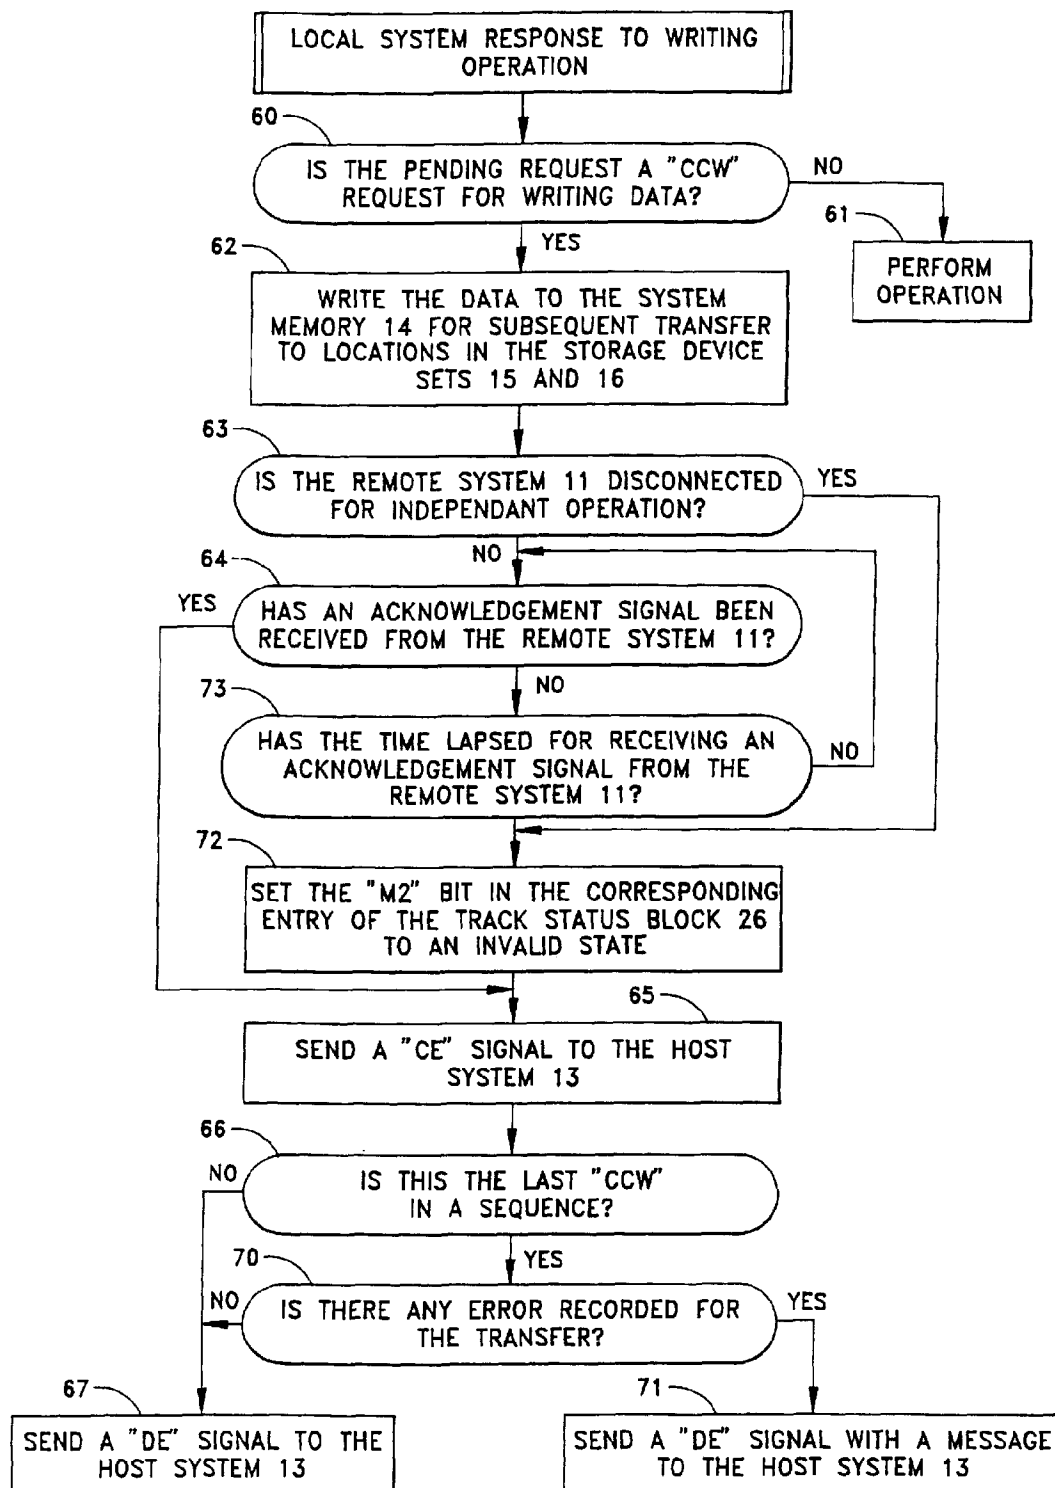 LOCAL SYSTEM RESPONSE TO WRITING
OPERATION
60
IS THE PENDING REQUEST A "CCW"
REQUEST FOR WRITING DATA?
NO
YES
61
PERFORM
OPERATION
62
WRITE THE DATA TO THE SYSTEM
MEMORY 14 FOR SUBSEQUENT TRANSFER
TO LOCATIONS IN THE STORAGE DEVICE
SETS 15 AND 16
63
IS THE REMOTE SYSTEM 11 DISCONNECTED
FOR INDEPENDANT OPERATION?
YES
NO
64
YES
HAS AN ACKNOWLEDGEMENT SIGNAL BEEN
RECEIVED FROM THE REMOTE SYSTEM 11?
NO
73
HAS THE TIME LAPSED FOR RECEIVING AN
ACKNOWLEDGEMENT SIGNAL FROM THE
REMOTE SYSTEM 11?
NO
72
SET THE "M2" BIT IN THE CORRESPONDING
ENTRY OF THE TRACK STATUS BLOCK 26
TO AN INVALID STATE
65
SEND A "CE" SIGNAL TO THE HOST
SYSTEM 13
66
NO
IS THIS THE LAST "CCW"
IN A SEQUENCE?
YES
70
NO
IS THERE ANY ERROR RECORDED FOR
THE TRANSFER?
YES
67
SEND A "DE" SIGNAL TO THE
HOST SYSTEM 13
71
SEND A "DE" SIGNAL WITH A MESSAGE
TO THE HOST SYSTEM 13